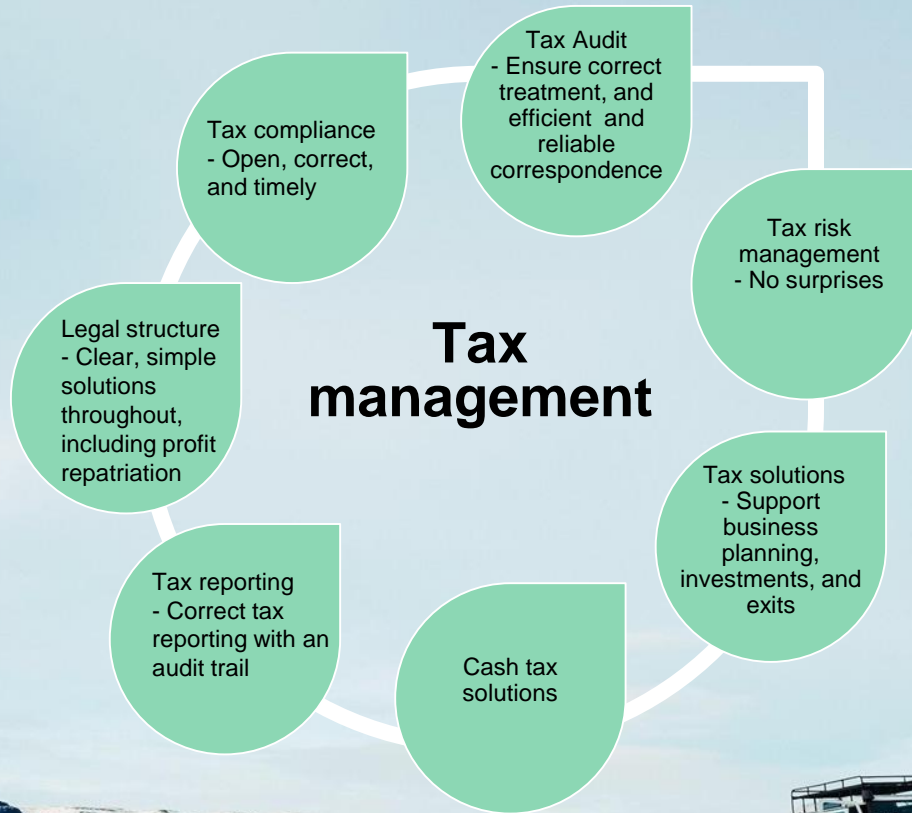 Tax Audit
- Ensure correct
treatment, and
efficient and
reliable
correspondence
Tax compliance
- Open, correct,
and timely
Tax risk
management
- No surprises
Legal structure
- Clear, simple
solutions
throughout,
including profit
repatriation
Tax
management
Tax solutions
- Support
business
planning,
investments, and
exits
Tax reporting
- Correct tax
reporting with an
audit trail
Cash tax
solutions